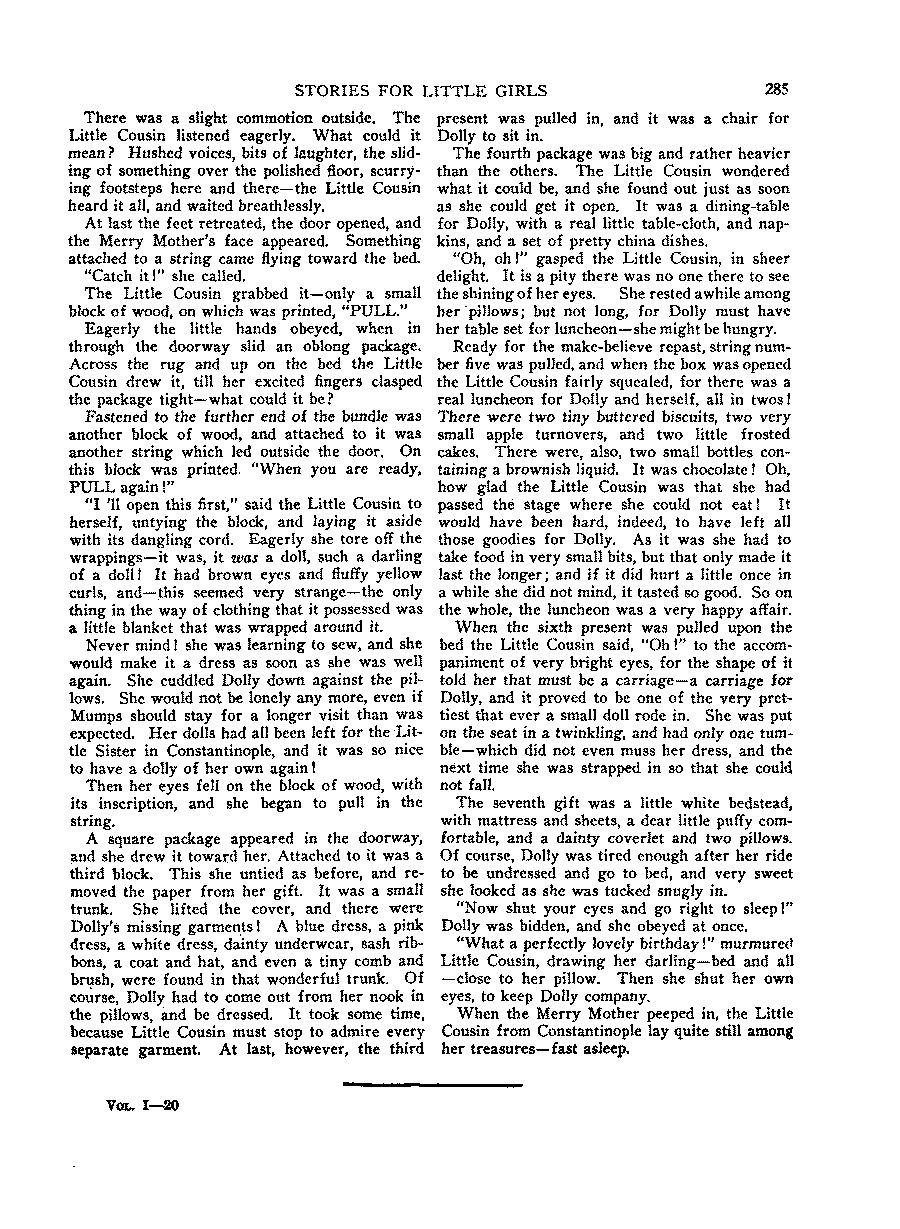 STORIES FOR LITTLE GIRLS 285
There was a slight commotion outside. The
Little Cousin listened eagerly. What could it
mean? Hushed voices, bits of laughter, the slid-
ing of something over the polished floor, scurry-
ing footsteps here and there—the Little Cousin
heard it all, and waited breathlessly.
At last the feet retreated, the door opened, and
the Merry Mother's face appeared. Something
attached to a string came flying toward the bed.
"Catch it!" she called.
The Little Cousin grabbed it—only a small
block of wood, on which was printed, "PULL."
Eagerly the little hands obeyed, when in
through the doorway slid an oblong package.
Across the rug and up on the bed the Little
Cousin drew it, till her excited fingers clasped
the package tight—what could it be?
Fastened to the further end of the bundle was
another block of wood, and attached to it was
another string which led outside the door. On
this block was printed. "When you are ready,
PULL again!"
"I 'll open this first," said the Little Cousin to
herself, untying the block, and laying it aside
with its dangling cord. Eagerly she tore off the
wrappings—it was, it was a doll, such a darling
of a doll! It had brown eyes and fluffy yellow
curls, and—this seemed very strange—the only
thing in the way of clothing that it possessed was
a little blanket that was wrapped around it.
Never mind! she was learning to sew, and she
would make it a dress as soon as she was well
again. She cuddled Dolly down against the pil-
lows. She would not be lonely any more, even if
Mumps should stay for a longer visit than was
expected. Her dolls had all been left for the Lit-
tle Sister in Constantinople, and it was so nice
to have a dolly of her own again!
Then her eyes fell on the block of wood, with
its inscription, and she began to pull in the
string.
A square package appeared in the doorway,
and she drew it toward her. Attached to it was a
third block. This she untied as before, and re-
moved the paper from her gift. It was a small
trunk. She lifted the cover, and there were
Dolly's missing garments! A blue dress, a pink
dress, a white dress, dainty underwear, sash rib-
bons, a coat and hat, and even a tiny comb and
brush, were found in that wonderful trunk. Of
course, Dolly had to come out from her nook in
the pillows, and be dressed. It took some time,
because Little Cousin must stop to admire every
separate garment. At last, however, the third
present was pulled in, and it was a chair for
Dolly to sit in.
The fourth package was big and rather heavier
than the others. The Little Cousin wondered
what it could be, and she found out just as soon
as she could get it open. It was a dining-table
for Dolly, with a real little table-cloth, and nap-
kins, and a set of pretty china dishes.
"Oh, oh!" gasped the Little Cousin, in sheer
delight. It is a pity there was no one there to see
the shining of her eyes. She rested awhile among
her pillows; but not long, for Dolly must have
her table set for luncheon—she might be hungry.
Ready for the make-believe repast, string num-
ber five was pulled, and when the box was opened
the Little Cousin fairly squealed, for there was a
real luncheon for Dolly and herself, all in twos!
There were two tiny buttered biscuits, two very
small apple turnovers, and two little frosted
cakes. There were, also, two small bottles con-
taining a brownish liquid. It was chocolate! Oh,
how glad the Little Cousin was that she had
passed the stage where she could not eat! It
would have been hard, indeed, to have left all
those goodies for Dolly. As it was she had to
take food in very small bits, but that only made it
last the longer; and if it did hurt a little once in
a while she did not mind, it tasted so good. So on
the whole, the luncheon was a very happy affair.
When the sixth present was pulled upon the
bed the Little Cousin said, "Oh!" to the accom-
paniment of very bright eyes, for the shape of it
told her that must be a carriage—a carriage for
Dolly, and it proved to be one of the very pret-
tiest that ever a small doll rode in. She was put
on the seat in a twinkling, and had only one tum-
ble—which did not even muss her dress, and the
next time she was strapped in so that she could
not fall.
The seventh gift was a little white bedstead,
with mattress and sheets, a dear little puffy com-
fortable, and a dainty coverlet and two pillows.
Of course, Dolly was tired enough after her ride
to be undressed and go to bed, and very sweet
she looked as she was tucked snugly in.
"Now shut your eyes and go right to sleep!"
Dolly was bidden, and she obeyed at once.
"What a perfectly lovely birthday!" murmured
Little Cousin, drawing her darling—bed and all
—close to her pillow. Then she shut her own
eyes, to keep Dolly company.
When the Merry Mother peeped in, the Little
Cousin from Constantinople lay quite still among
her treasures—fast asleep.
VOL. I—20